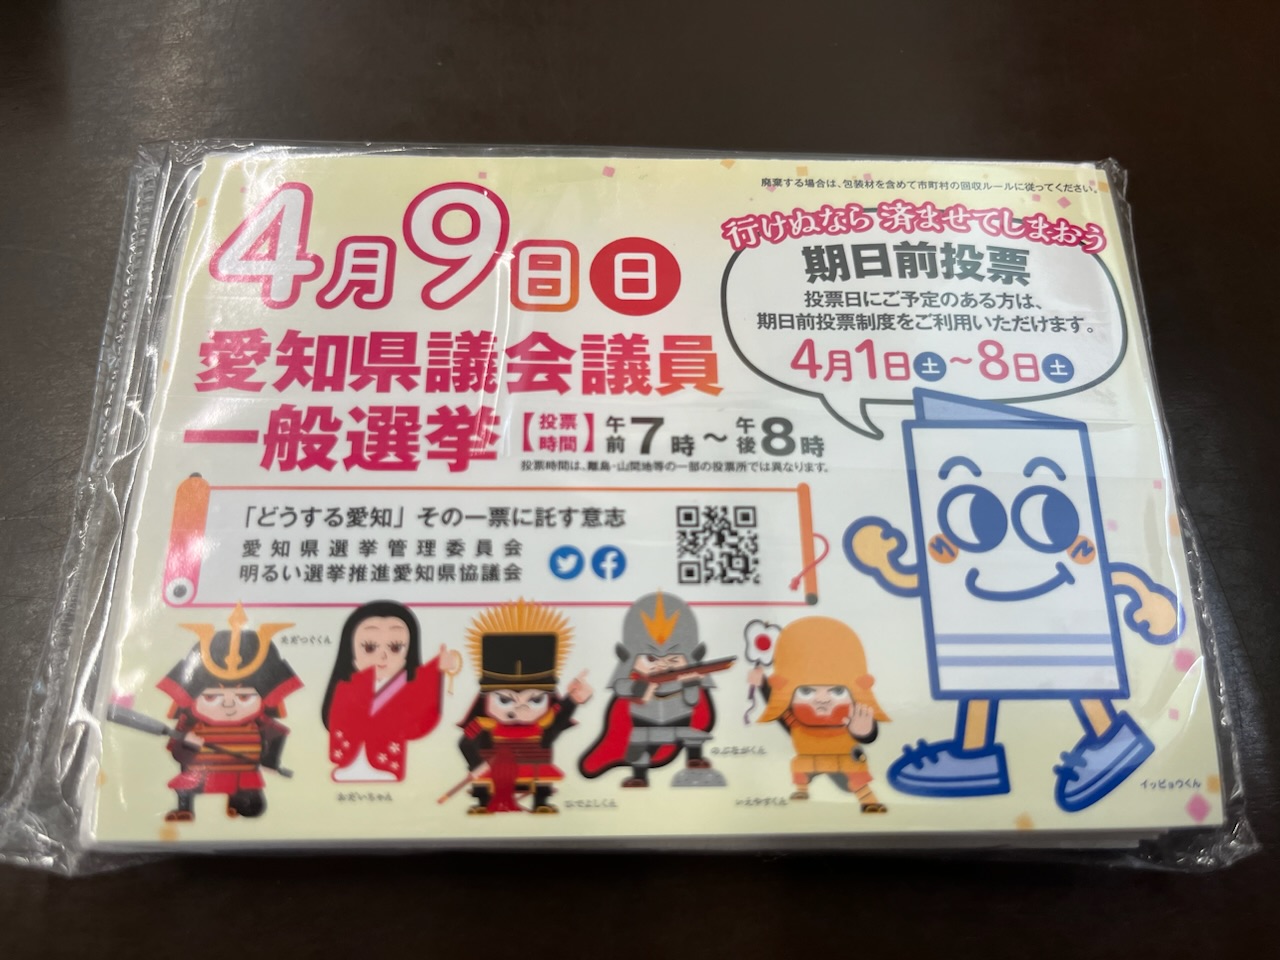 廃棄する場合は、包装材を含めて市町村の回収ルールに従ってください。
4月9日日
愛知県議会議員
一般選挙
【投票時間】午前7時~午後8時
投票時間は、離島・山間地等の一部の投票所では異なります。
行けぬなら 済ませてしまおう
期日前投票
投票日にご予定のある方は、
期日前投票制度をご利用いただけます。
4月1日土~8日土
「どうする愛知」その一票に託す意志
愛知県選挙管理委員会
明るい選挙推進愛知県協議会
ただつぐくん
おだいちゃん
ひでよしくん
のぶながくん
いえやすくん
イッピョウくん